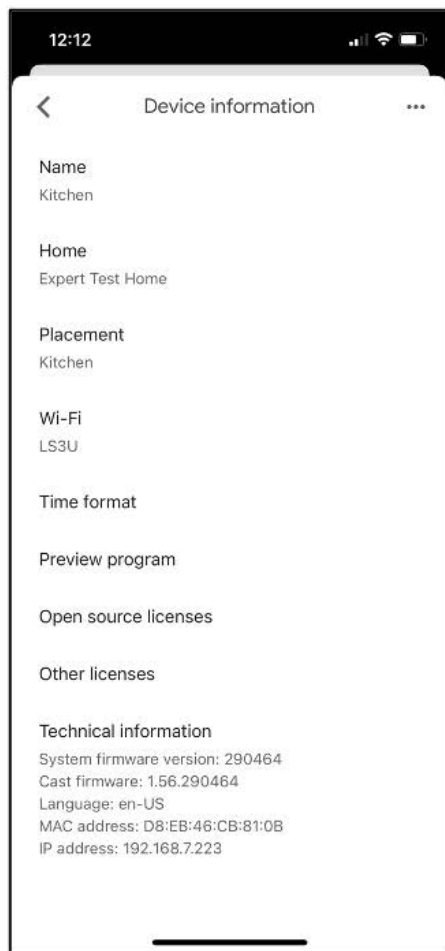 12:12
Device information
Name
Kitchen
Home
Expert Test Home
Placement
Kitchen
Wi-Fi
LS3U
Time format
Preview program
Open source licenses
Other licenses
Technical information
System firmware version: 290464
Cast firmware: 1.56.290464
Language: en-US
MAC address: D8:EB:46:CB:81:0B
IP address: 192.168.7.223